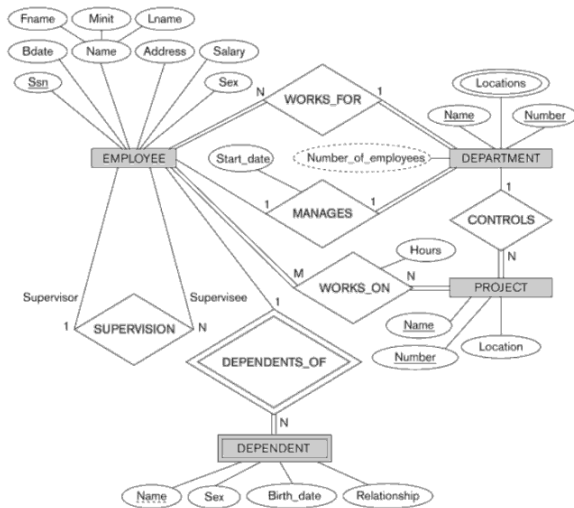 Fname
Minit
Lname
Bdate
Name
Address
Salary
Ssn
Sex
N
WORKS_FOR
1
Locations
Name
Number
EMPLOYEE
Start_date
Number_of_employees
DEPARTMENT
1
MANAGES
1
1
CONTROLS
N
Hours
M
WORKS_ON
N
PROJECT
Supervisor
Supervisee
1
SUPERVISION
N
1
Name
Number
Location
DEPENDENTS_OF
N
DEPENDENT
Name
Sex
Birth_date
Relationship